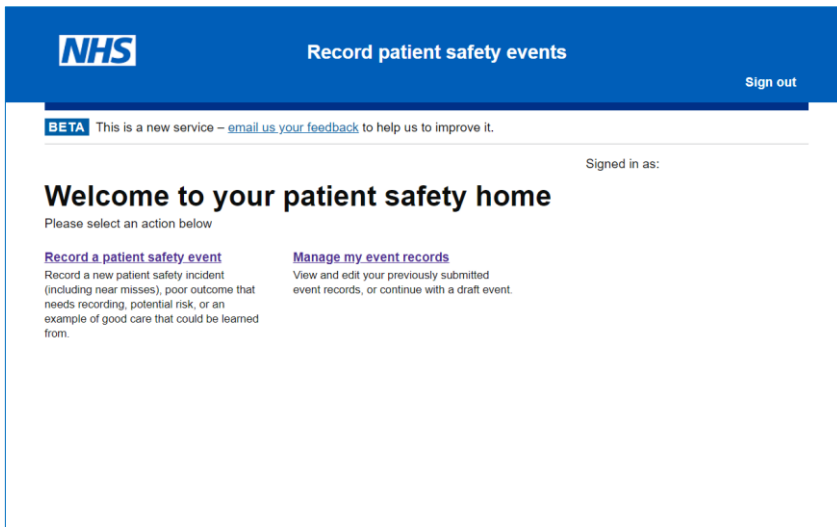 NHS
Record patient safety events
Sign out
BETA This is a new service – email us your feedback to help us to improve it.
Signed in as:
Welcome to your patient safety home
Please select an action below
Record a patient safety event
Record a new patient safety incident
(including near misses), poor outcome that
needs recording, potential risk, or an
example of good care that could be learned
from.
Manage my event records
View and edit your previously submitted
event records, or continue with a draft event.